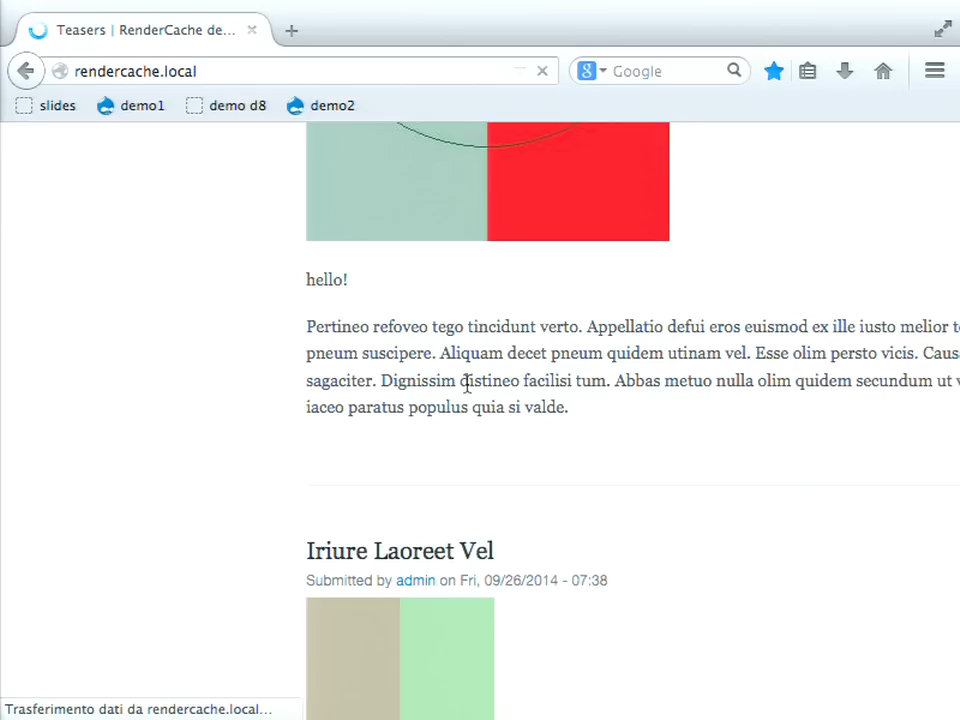 Teasers | RenderCache de...
rendercache.local
Google
slides
demo1
demo d8
demo2
hello!
Pertineo refoveo tego tincidunt verto. Appellatio defui eros euismod ex ille iusto melior
pneum suscipere. Aliquam decet pneum quidem utinam vel. Esse olim persto vicis. Caus
sagaciter. Dignissim distineo facilisi tum. Abbas metuo nulla olim quidem secundum ut
iaceo paratus populus quia si valde.
Iriure Laoreet Vel
Submitted by admin on Fri, 09/26/2014 - 07:38
Trasferimento dati da rendercache.local...